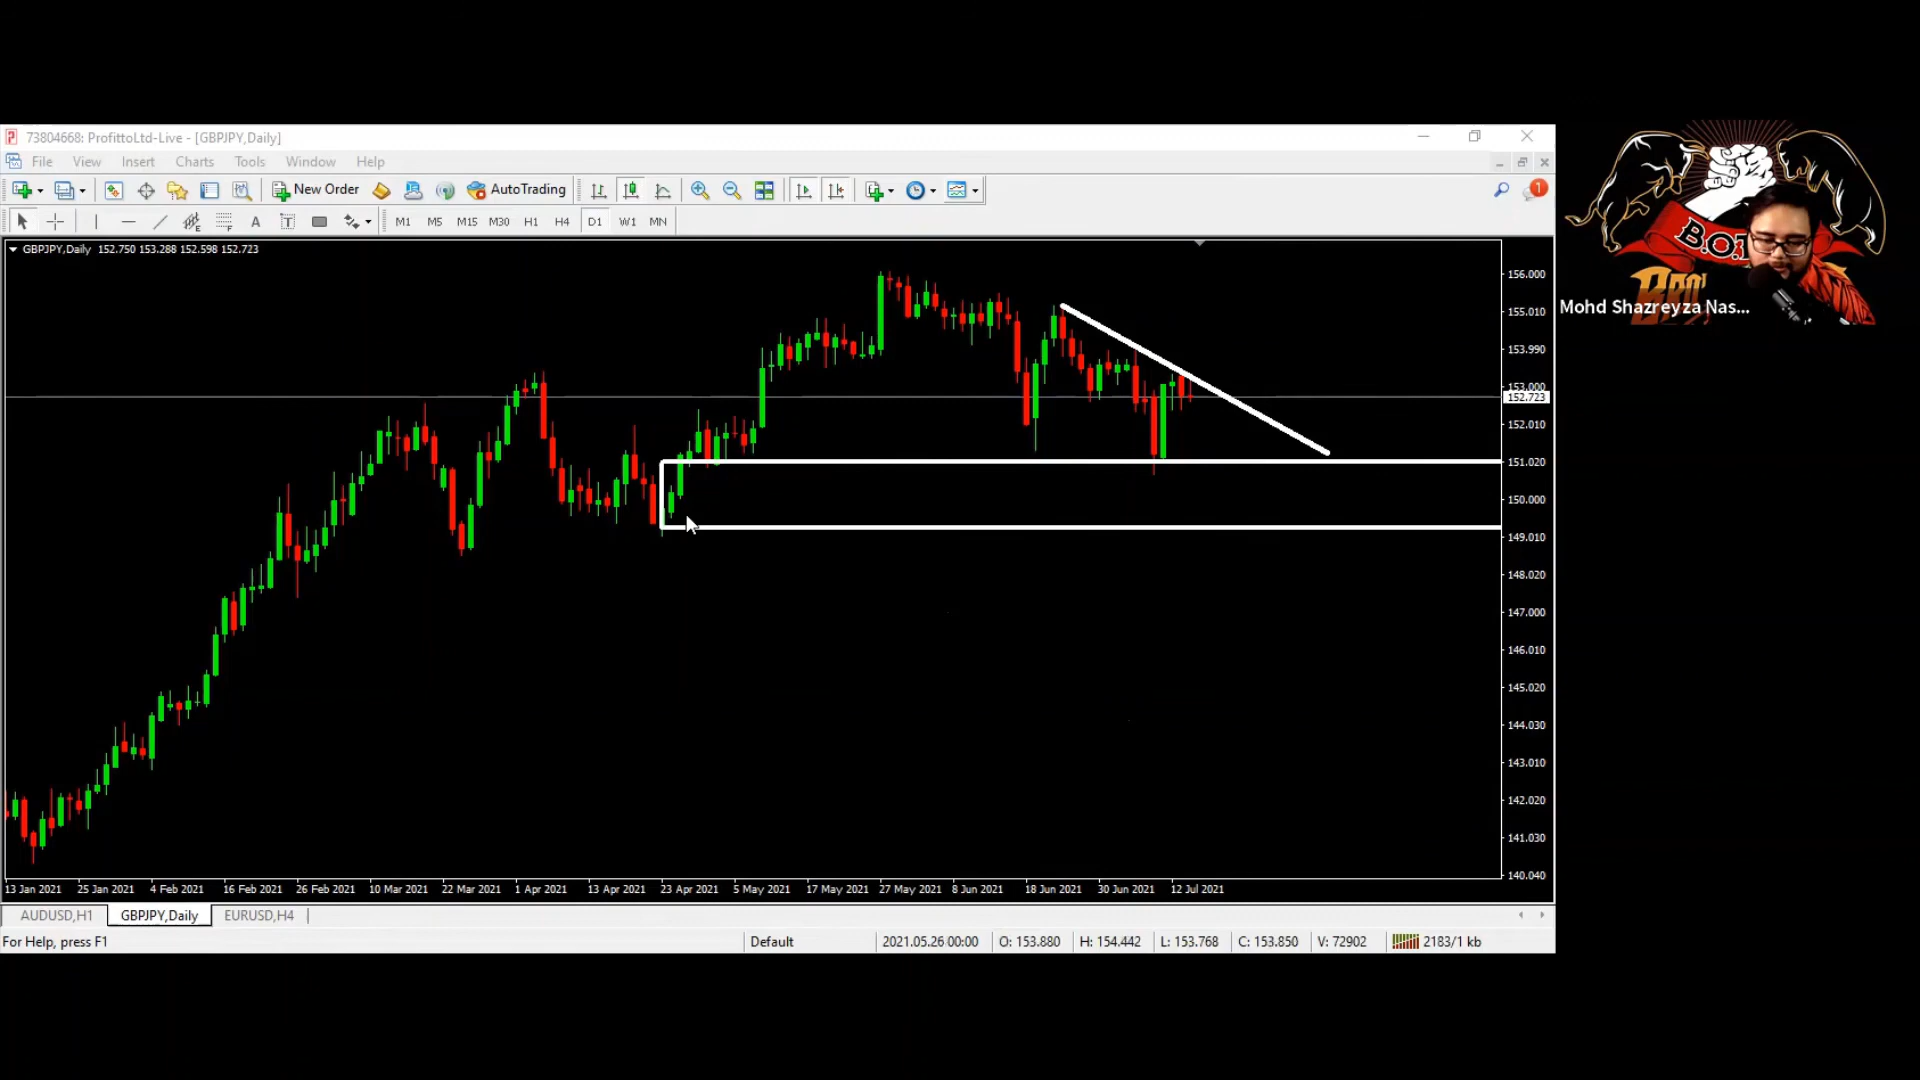 73804668: ProfittoLtd-Live - [GBPJPY,Daily]
File View Insert Charts Tools Window Help
New Order AutoTrading 1
A T M1 M5 M15 M30 H1 H4 D1 W1 MN
GBPJPY,Daily 152.750 153.288 152.598 152.723
B.O.
Mohd Shazreyza Nas...
156.000
155.010
153.990
153.000
152.723
152.010
151.020
150.000
149.010
148.020
147.000
146.010
145.020
144.030
143.010
142.020
141.030
140.040
13 Jan 2021 25 Jan 2021 4 Feb 2021 16 Feb 2021 26 Feb 2021 10 Mar 2021 22 Mar 2021 1 Apr 2021 13 Apr 2021 23 Apr 2021 5 May 2021 17 May 2021 27 May 2021 8 Jun 2021 18 Jun 2021 30 Jun 2021 12 Jul 2021
AUDUSD,H1 GBPJPY,Daily EURUSD,H4
For Help, press F1 Default 2021.05.26 00:00 O: 153.880 H: 154.442 L: 153.768 C: 153.850 V: 72902 2183/1 kb